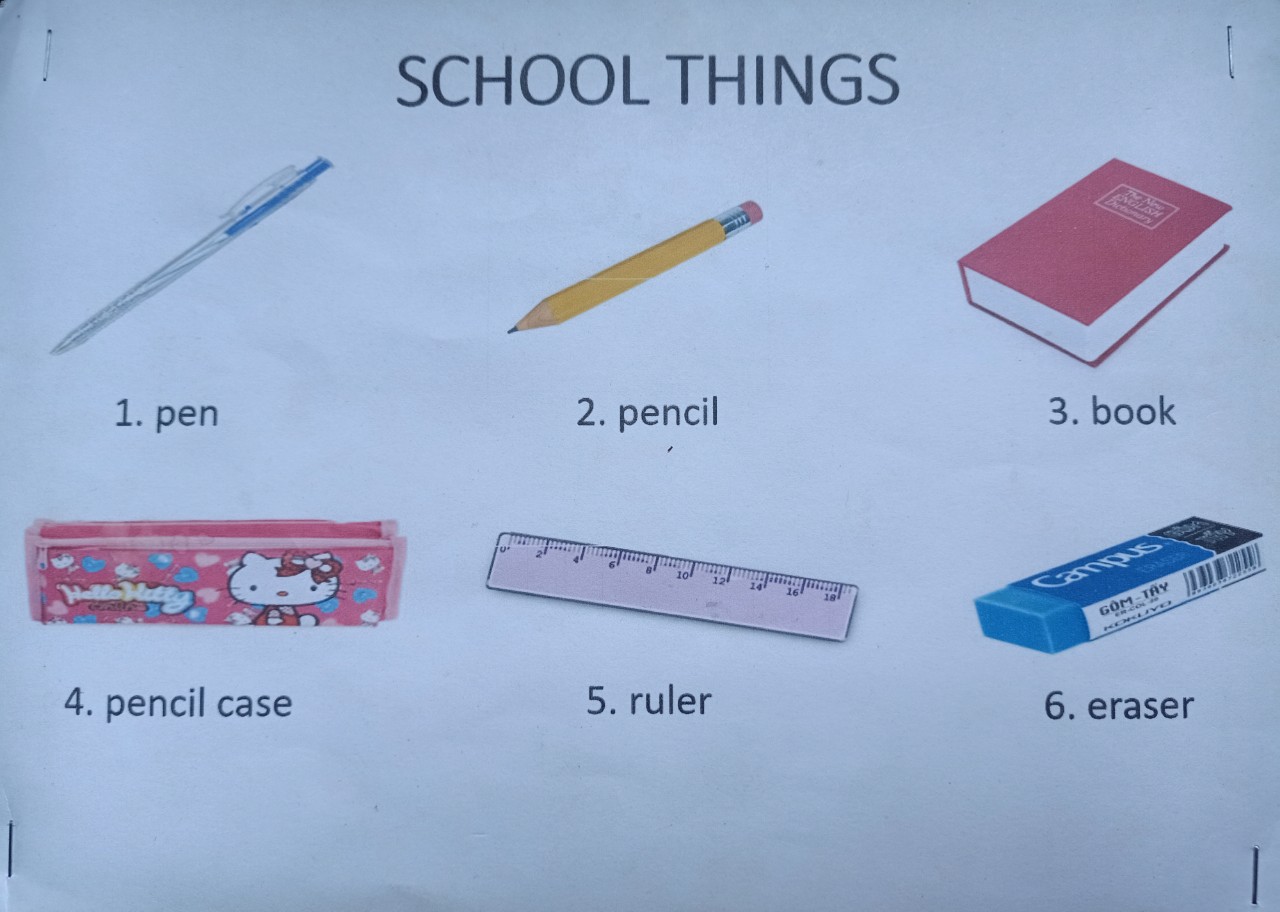 SCHOOL THINGS
The New
ENGLISH
Dictionary
1. pen
2. pencil
3. book
Hello Kitty
0 2 4 6 8 10 12 14 16 18
Campus
ERASER
GÔM-TẨY
KOKUYO
4. pencil case
5. ruler
6. eraser